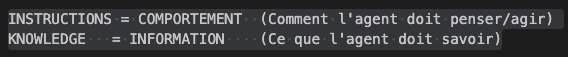 INSTRUCTIONS = COMPORTEMENT  (Comment l'agent doit penser/agir)
KNOWLEDGE    = INFORMATION   (Ce que l'agent doit savoir)